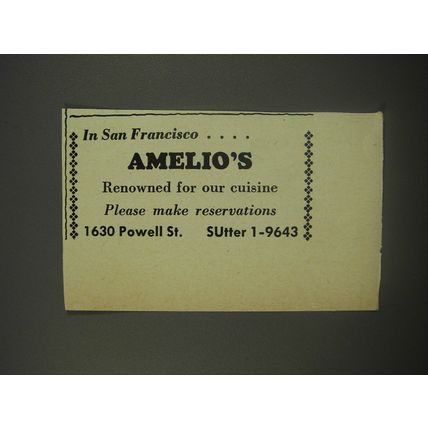 In San Francisco . . . .
AMELIO'S
Renowned for our cuisine
Please make reservations
1630 Powell St. SUtter 1-9643